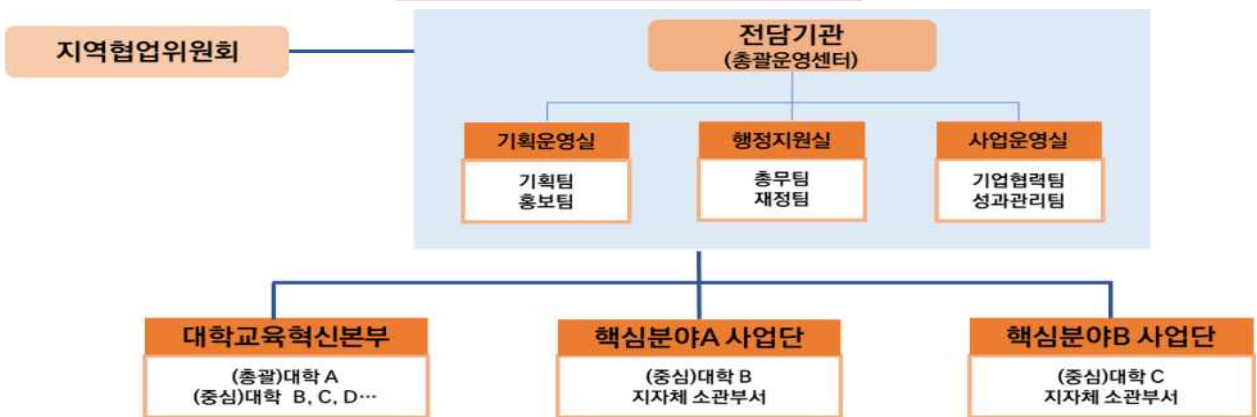 지역협업위원회
전담기관
(총괄운영센터)
기획운영실
기획팀
홍보팀
행정지원실
총무팀
재정팀
사업운영실
기업협력팀
성과관리팀
대학교육혁신본부
(총괄)대학 A
(중심)대학 B, C, D…
핵심분야A 사업단
(중심)대학 B
지자체 소관부서
핵심분야B 사업단
(중심)대학 C
지자체 소관부서